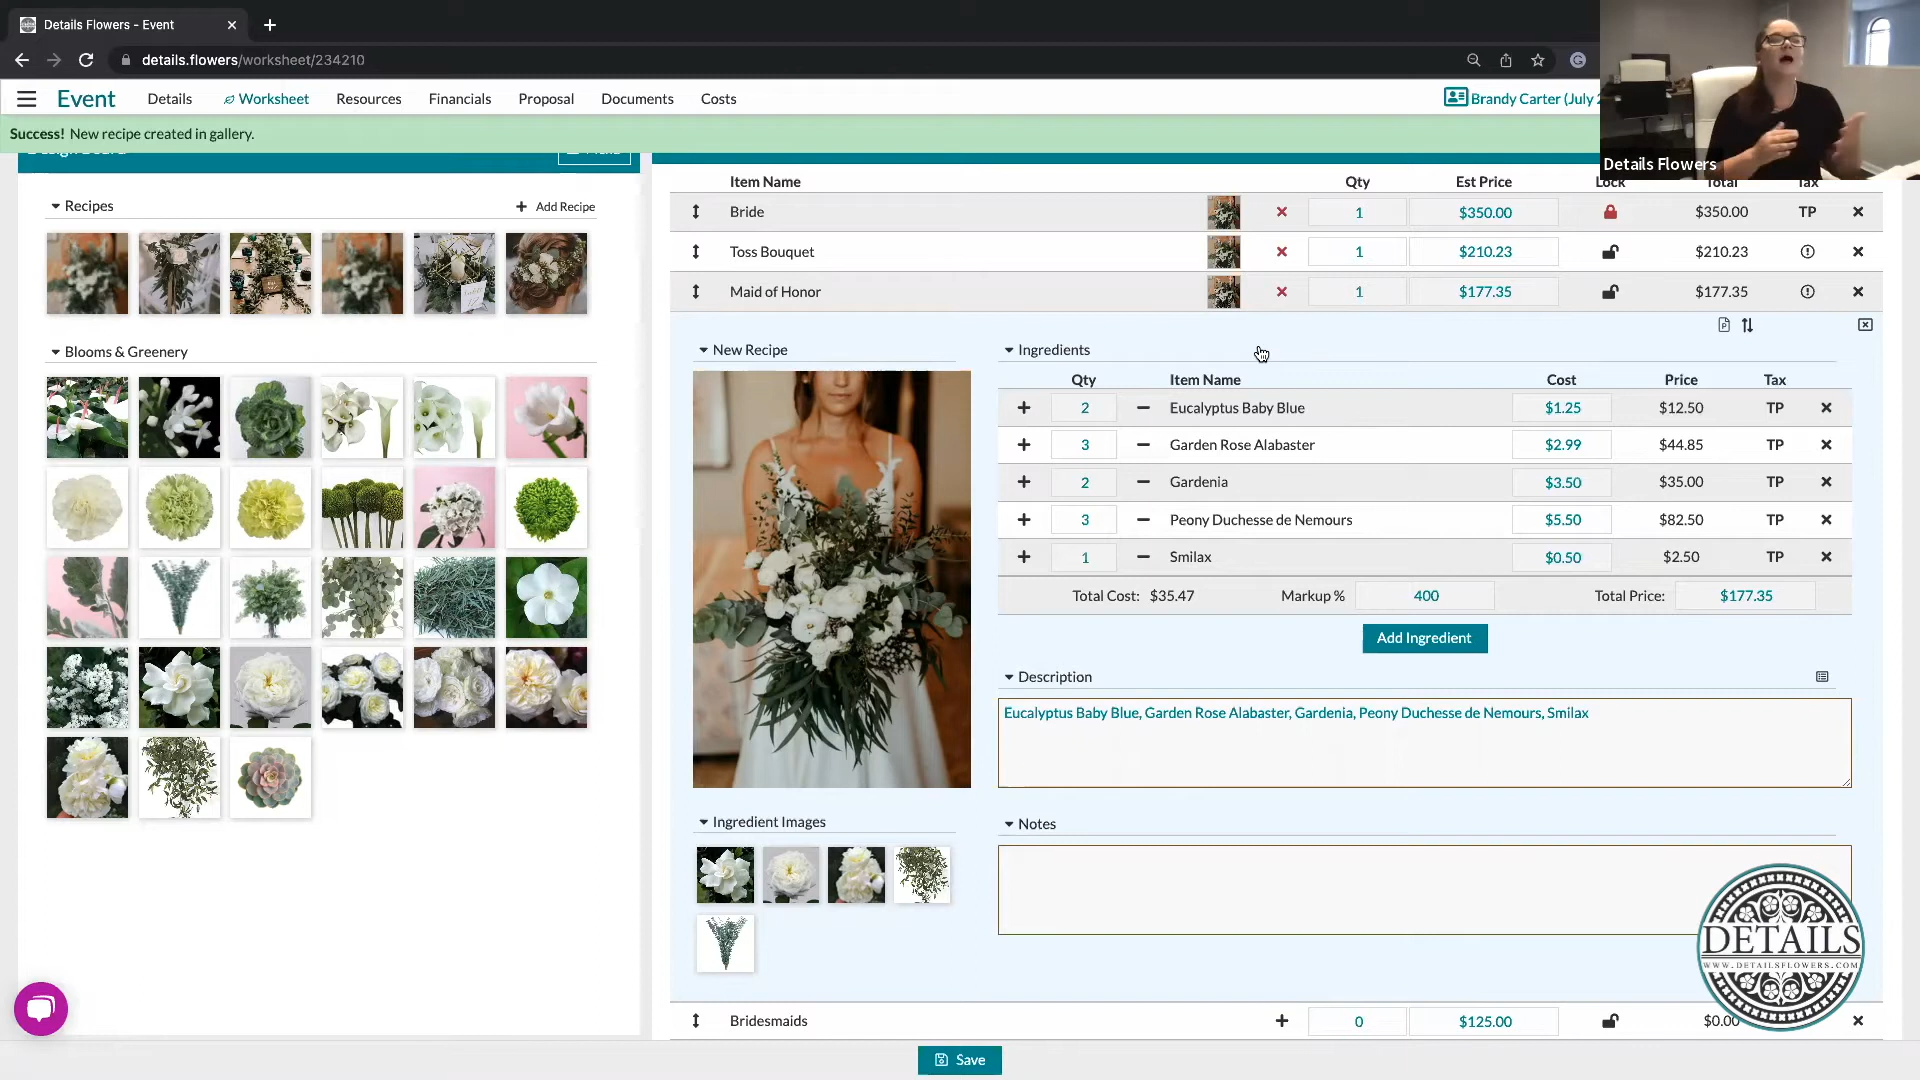 Details Flowers - Event
details.flowers/worksheet/234210
Event Details Worksheet Resources Financials Proposal Documents Costs Brandy Carter (July
Success! New recipe created in gallery.
Details Flowers
Recipes + Add Recipe
Blooms & Greenery
Item Name Qty Est Price Lock Total Tax
Bride 1 $350.00 $350.00 TP
Toss Bouquet 1 $210.23 $210.23
Maid of Honor 1 $177.35 $177.35
New Recipe
Ingredients
Qty Item Name Cost Price Tax
2 Eucalyptus Baby Blue $1.25 $12.50 TP
3 Garden Rose Alabaster $2.99 $44.85 TP
2 Gardenia $3.50 $35.00 TP
3 Peony Duchesse de Nemours $5.50 $82.50 TP
1 Smilax $0.50 $2.50 TP
Total Cost: $35.47 Markup % 400 Total Price: $177.35
Add Ingredient
Description
Eucalyptus Baby Blue, Garden Rose Alabaster, Gardenia, Peony Duchesse de Nemours, Smilax
Ingredient Images
Notes
DETAILS
WWW.DETAILSFLOWERS.COM
Bridesmaids 0 $125.00 $0.00
Save